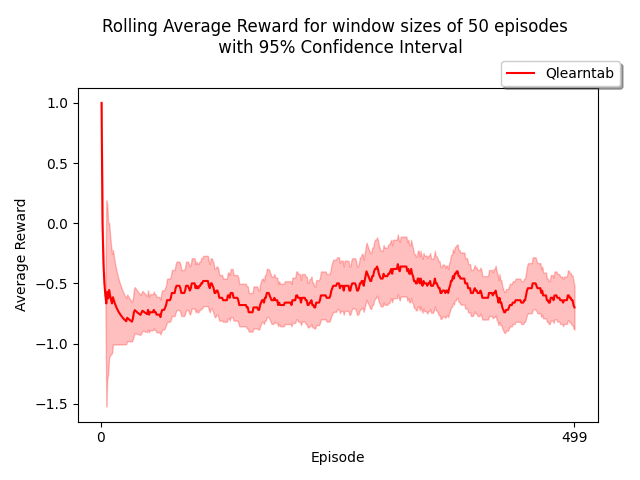 Rolling Average Reward for window sizes of 50 episodes
with 95% Confidence Interval
Qlearntab
1.0
0.5
0.0
−0.5
−1.0
−1.5
Average Reward
0
499
Episode